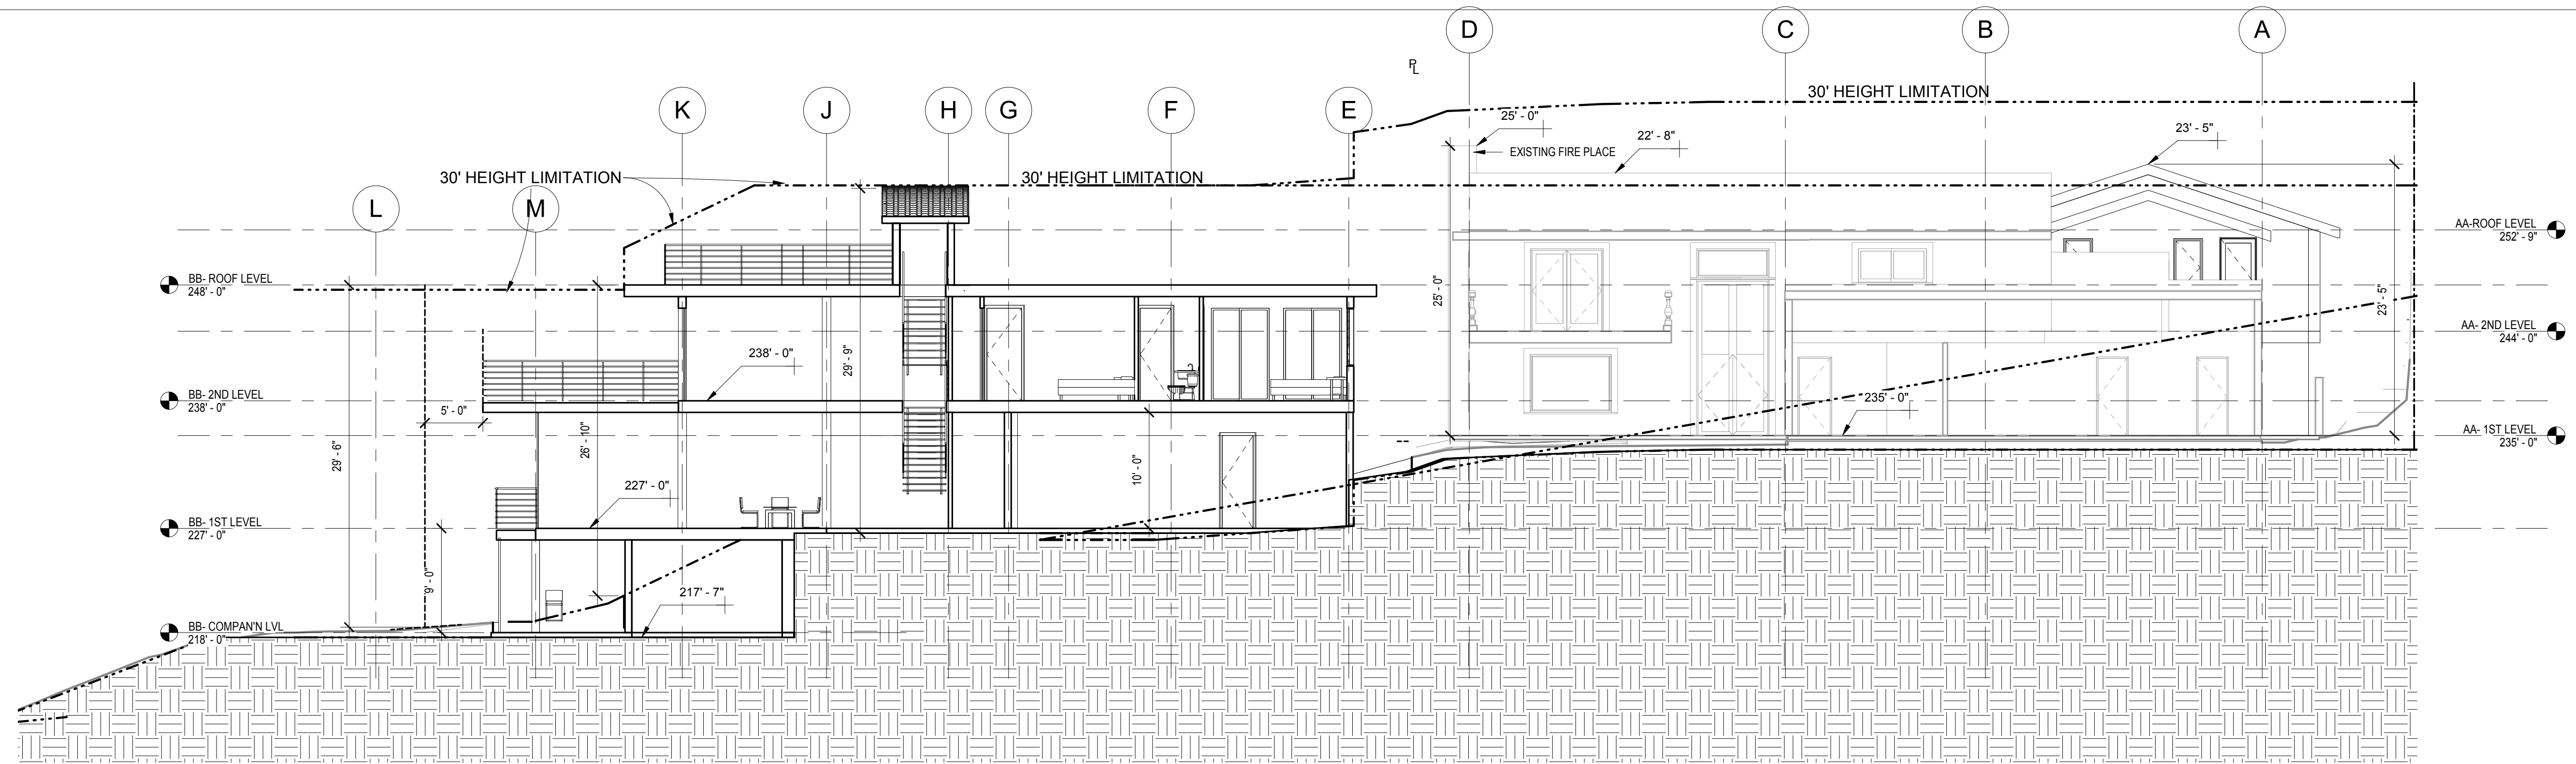 D
C
B
A
PL
30' HEIGHT LIMITATION
K
J
H
G
F
E
25' - 0"
EXISTING FIRE PLACE
22' - 8"
23' - 5"
30' HEIGHT LIMITATION
30' HEIGHT LIMITATION
L
M
AA-ROOF LEVEL
252' - 9"
BB- ROOF LEVEL
248' - 0"
25' - 0"
23' - 5"
AA- 2ND LEVEL
244' - 0"
238' - 0"
29' - 9"
BB- 2ND LEVEL
238' - 0"
5' - 0"
235' - 0"
29' - 6"
26' - 10"
10' - 0"
AA- 1ST LEVEL
235' - 0"
227' - 0"
BB- 1ST LEVEL
227' - 0"
9' - 0"
217' - 7"
BB- COMPAN'N LVL
218' - 0"